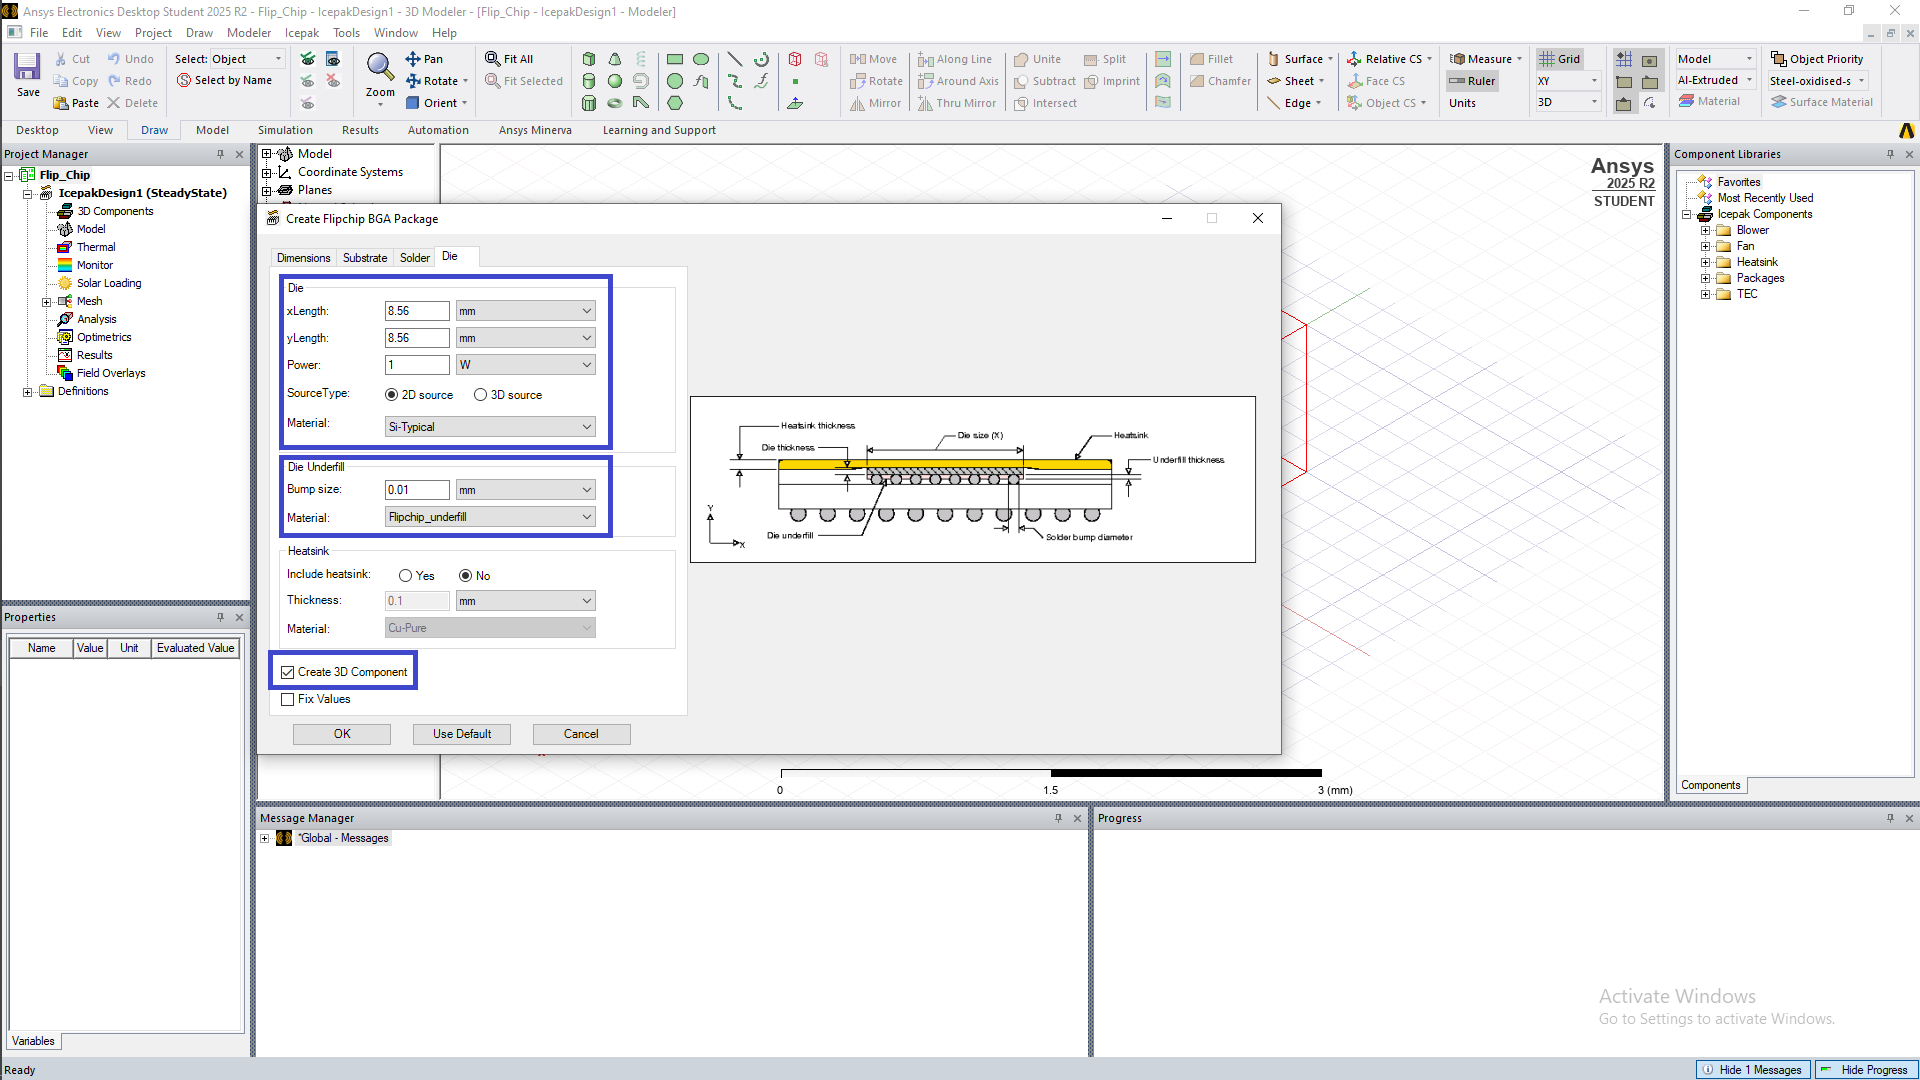 Ansys Electronics Desktop Student 2025 R2 - Flip_Chip - IcepakDesign1 - 3D Modeler - [Flip_Chip - IcepakDesign1 - Modeler]
File Edit View Project Draw Modeler Icepak Tools Window Help
Save
Cut
Copy
Paste
Undo
Redo
Delete
Select: Object
Select by Name
Zoom
Pan
Rotate
Orient
Fit All
Fit Selected
Move
Rotate
Mirror
Along Line
Around Axis
Thru Mirror
Unite
Subtract
Intersect
Split
Imprint
Fillet
Chamfer
Surface
Sheet
Edge
Relative CS
Face CS
Object CS
Measure
Ruler
Units
Grid
XY
3D
Model
Al-Extruded
Material
Object Priority
Steel-oxidised-s
Surface Material
Desktop View Draw Model Simulation Results Automation Ansys Minerva Learning and Support
Project Manager
Flip_Chip
IcepakDesign1 (SteadyState)
3D Components
Model
Thermal
Monitor
Solar Loading
Mesh
Analysis
Optimetrics
Results
Field Overlays
Definitions
Model
Coordinate Systems
Planes
Ansys
2025 R2
STUDENT
Component Libraries
Favorites
Most Recently Used
Icepak Components
Blower
Fan
Heatsink
Packages
TEC
Components
Create Flipchip BGA Package
Dimensions Substrate Solder Die
Die
xLength: 8.56 mm
yLength: 8.56 mm
Power: 1 W
SourceType: 2D source 3D source
Material: Si-Typical
Die Underfill
Bump size: 0.01 mm
Material: Flipchip_underfill
Heatsink
Include heatsink: Yes No
Thickness: 0.1 mm
Material: Cu-Pure
Create 3D Component
Fix Values
OK Use Default Cancel
Heatsink thickness
Die thickness
Die size (X)
Heatsink
Underfill thickness
Y
X
Die underfill
Solder bump diameter
0 1.5 3 (mm)
Properties
Name Value Unit Evaluated Value
Variables
Message Manager
*Global - Messages
Progress
Activate Windows
Go to Settings to activate Windows.
Ready
Hide 1 Messages
Hide Progress